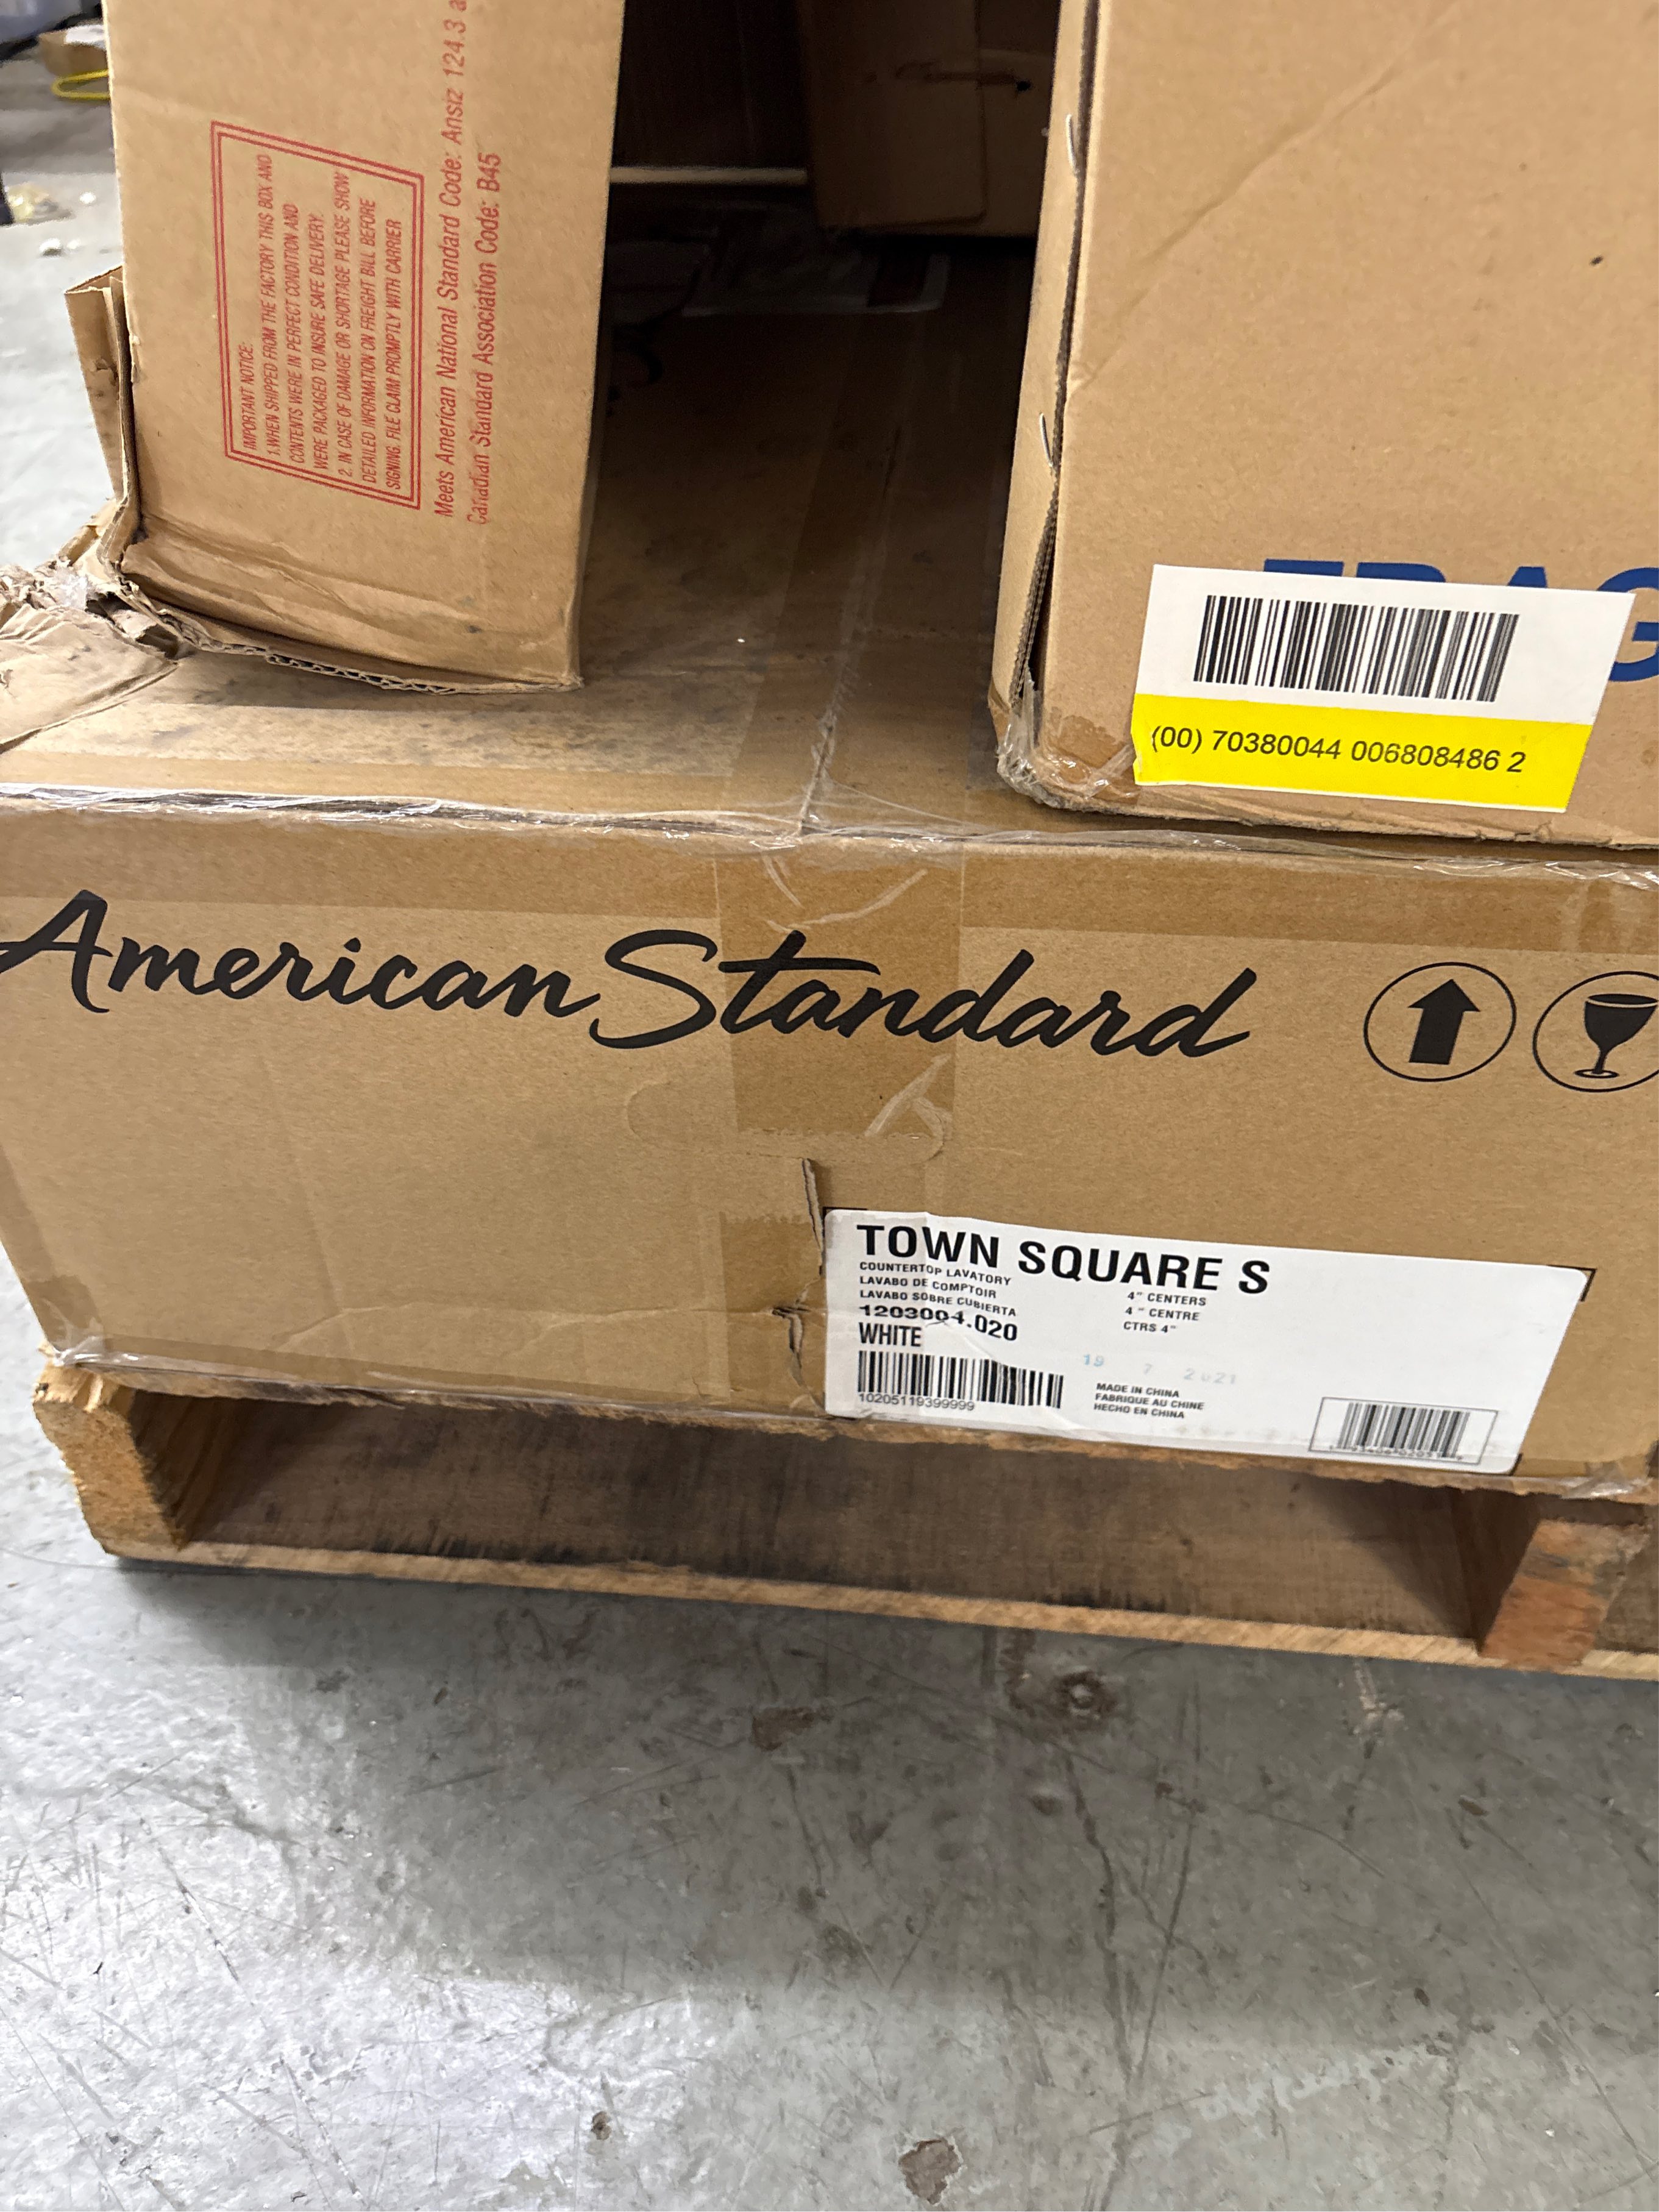 IMPORTANT NOTICE:
1.WHEN SHIPPED FROM THE FACTORY THIS BOX AND
CONTENTS WERE IN PERFECT CONDITION AND
WERE PACKAGED TO INSURE SAFE DELIVERY.
2. IN CASE OF DAMAGE OR SHORTAGE PLEASE SHOW
DETAILED INFORMATION ON FREIGHT BILL BEFORE
SIGNING. FILE CLAIM PROMPTLY WITH CARRIER
Meets American National Standard Code: Ansiz 124.3 a
Canadian Standard Association Code: B45
(00) 70380044 006808486 2
American Standard
TOWN SQUARE S
COUNTERTOP LAVATORY
LAVABO DE COMPTOIR
LAVABO SOBRE CUBIERTA
4" CENTERS
4 " CENTRE
CTRS 4"
1203004.020
WHITE
19 7 2021
10205119399999
MADE IN CHINA
FABRIQUE AU CHINE
HECHO EN CHINA